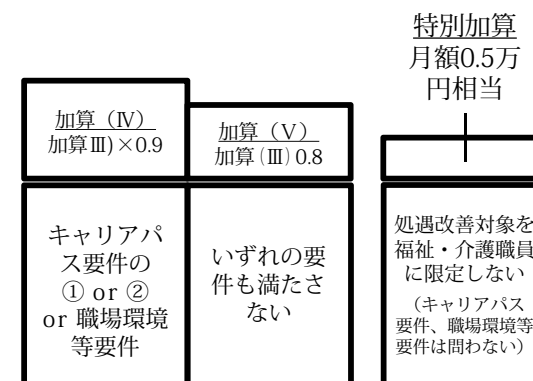 特別加算
月額0.5万
円相当
加算（Ⅳ）
加算Ⅲ)×0.9
加算（Ⅴ）
加算(Ⅲ)0.8
キャリアパ
ス要件の
① or ②
or 職場環境
等要件
いずれの要
件も満たさ
ない
処遇改善対象を
福祉・介護職員
に限定しない
（キャリアパス
要件、職場環境等
要件は問わない）